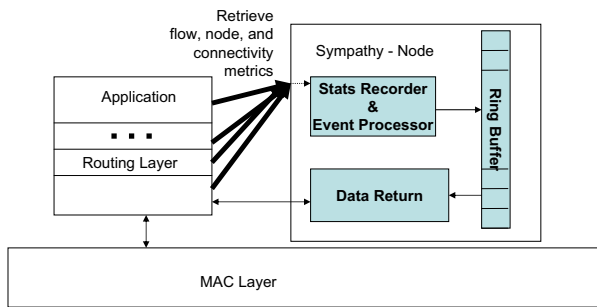 Retrieve
flow, node, and
connectivity
metrics
Sympathy - Node
Application
Stats Recorder
&
Event Processor
Ring Buffer
. . .
Routing Layer
Data Return
MAC Layer